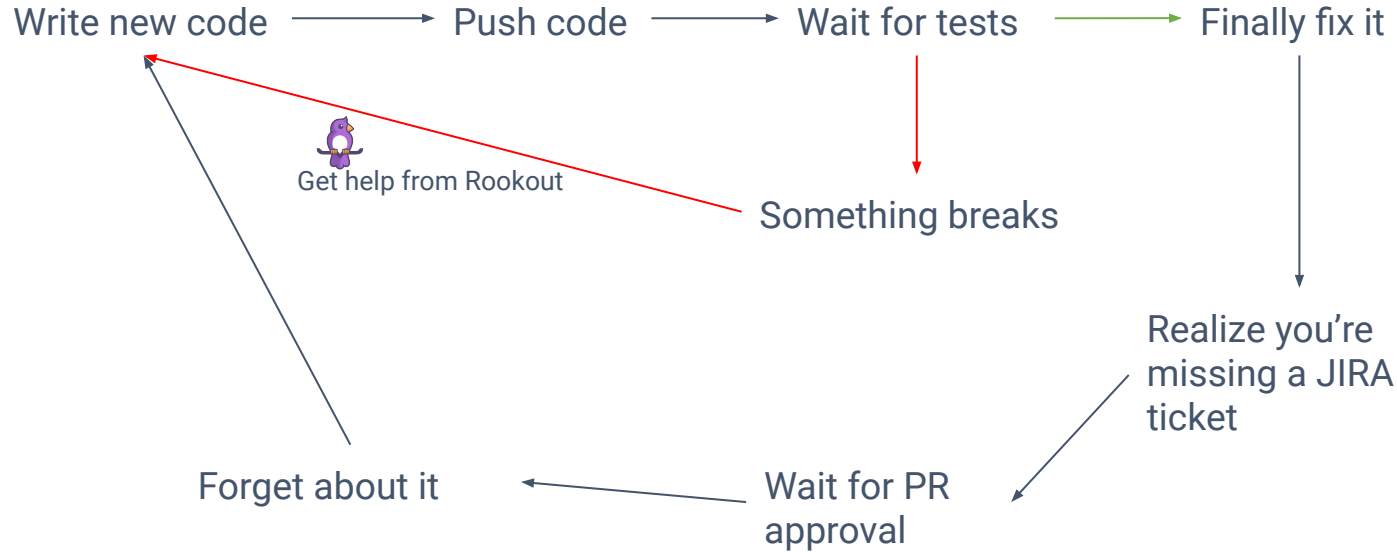 Write new code
Push code
Wait for tests
Finally fix it
Get help from Rookout
Something breaks
Realize you’re
missing a JIRA
ticket
Forget about it
Wait for PR
approval